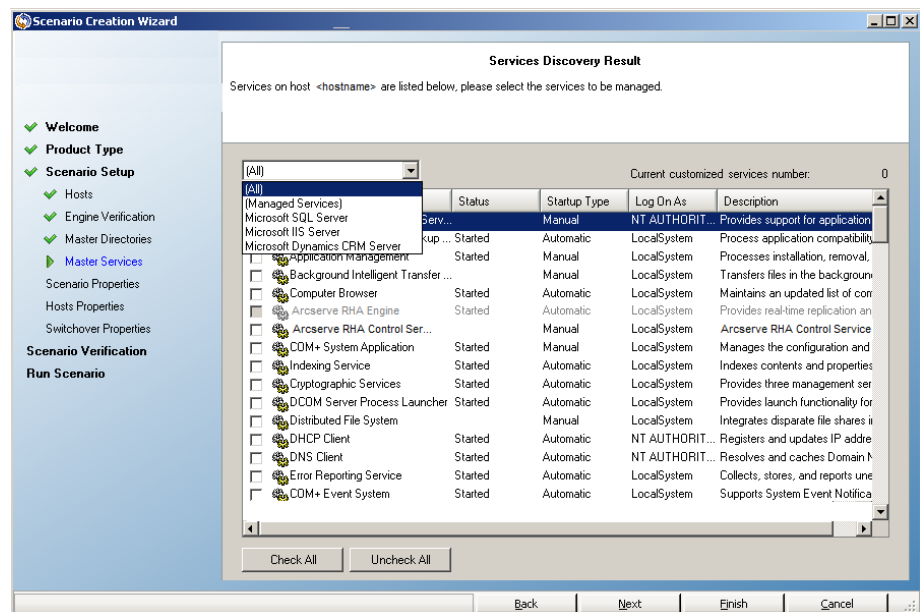 Scenario Creation Wizard
Services Discovery Result
Services on host <hostname> are listed below, please select the services to be managed.
Welcome
Product Type
Scenario Setup
Hosts
Engine Verification
Master Directories
Master Services
Scenario Properties
Hosts Properties
Switchover Properties
Scenario Verification
Run Scenario
(All)
Current customized services number: 0
(All)
(Managed Services)
Microsoft SQL Server
Microsoft IIS Server
Microsoft Dynamics CRM Server
Status Startup Type Log On As Description
Serv... Manual NT AUTHORIT... Provides support for application
kup ... Started Automatic LocalSystem Process application compatibility
Application Management Started Manual LocalSystem Processes installation, removal,
Background Intelligent Transfer ... Manual LocalSystem Transfers files in the backgroun
Computer Browser Started Automatic LocalSystem Maintains an updated list of com
Arcserve RHA Engine Started Automatic LocalSystem Provides real-time replication an
Arcserve RHA Control Ser... Manual LocalSystem Arcserve RHA Control Service
COM+ System Application Started Manual LocalSystem Manages the configuration and
Indexing Service Started Automatic LocalSystem Indexes contents and properties
Cryptographic Services Started Automatic LocalSystem Provides three management ser
DCOM Server Process Launcher Started Automatic LocalSystem Provides launch functionality for
Distributed File System Manual LocalSystem Integrates disparate file shares i
DHCP Client Started Automatic NT AUTHORIT... Registers and updates IP addre
DNS Client Started Automatic NT AUTHORIT... Resolves and caches Domain N
Error Reporting Service Started Automatic LocalSystem Collects, stores, and reports une
COM+ Event System Started Automatic LocalSystem Supports System Event Notifica
Check All Uncheck All
Back Next Finish Cancel